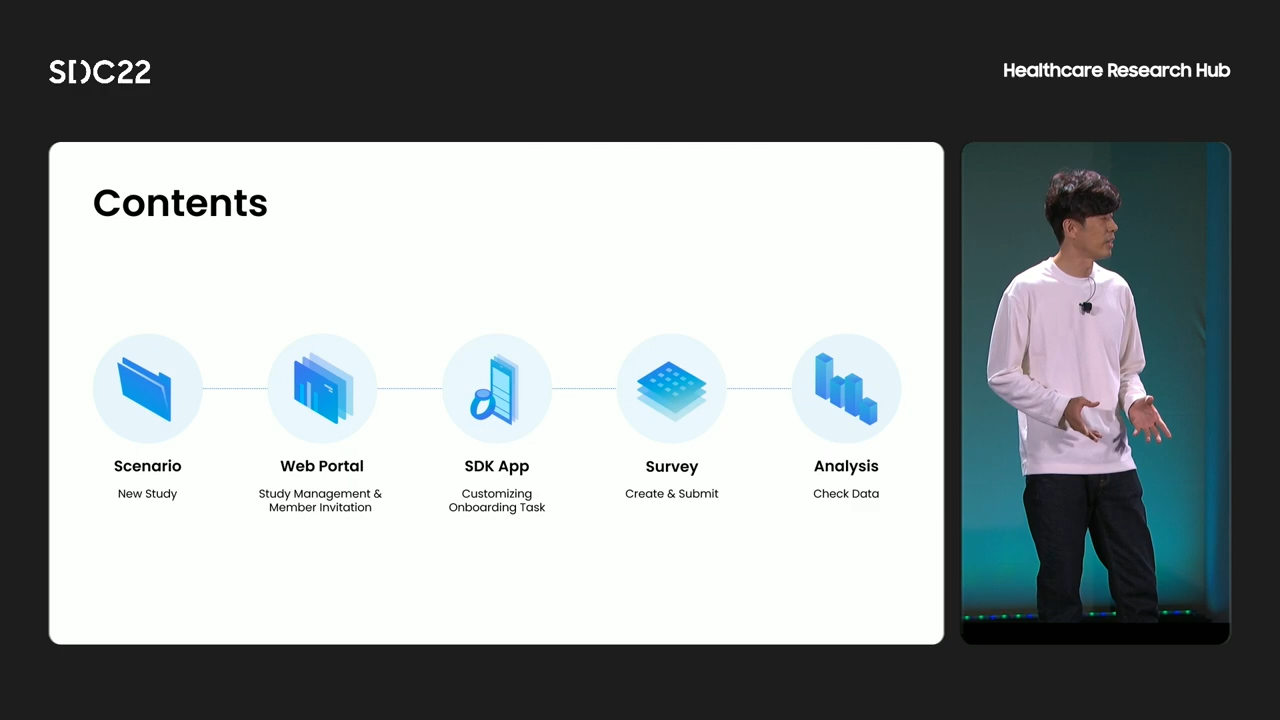 SDC22
Healthcare Research Hub
Contents
Scenario
New Study
Web Portal
Study Management &
Member Invitation
SDK App
Customizing
Onboarding Task
Survey
Create & Submit
Analysis
Check Data